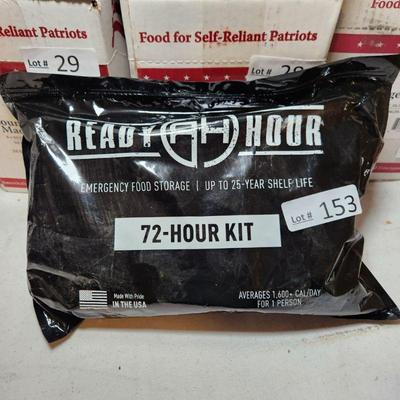 -Reliant Patriots
Food for Self-Reliant Patriots
Lot # 29
Lot #
READY HOUR
EMERGENCY FOOD STORAGE | UP TO 25-YEAR SHELF LIFE
Lot # 153
72-HOUR KIT
Made With Pride
IN THE USA
AVERAGES 1,600+ CAL/DAY
FOR 1 PERSON